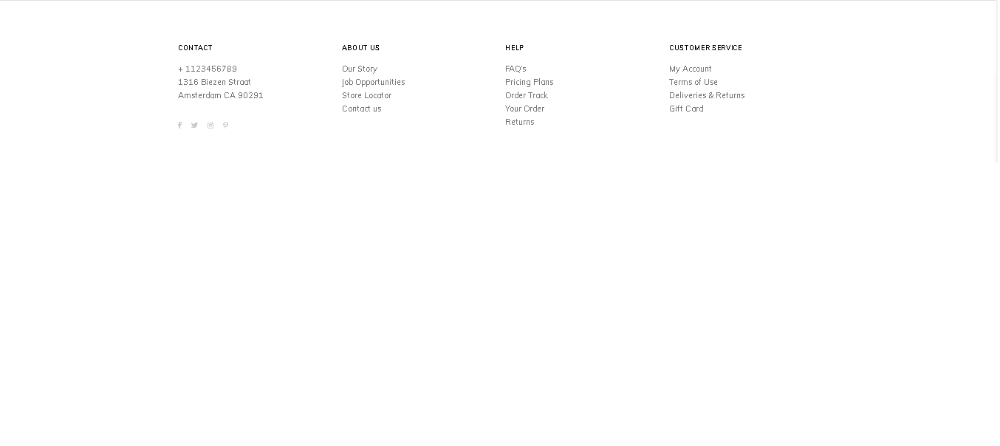 CONTACT
+ 1123456789
1316 Biezen Straat
Amsterdam CA 90291
ABOUT US
Our Story
Job Opportunities
Store Locator
Contact us
HELP
FAQ's
Pricing Plans
Order Track
Your Order
Returns
CUSTOMER SERVICE
My Account
Terms of Use
Deliveries & Returns
Gift Card